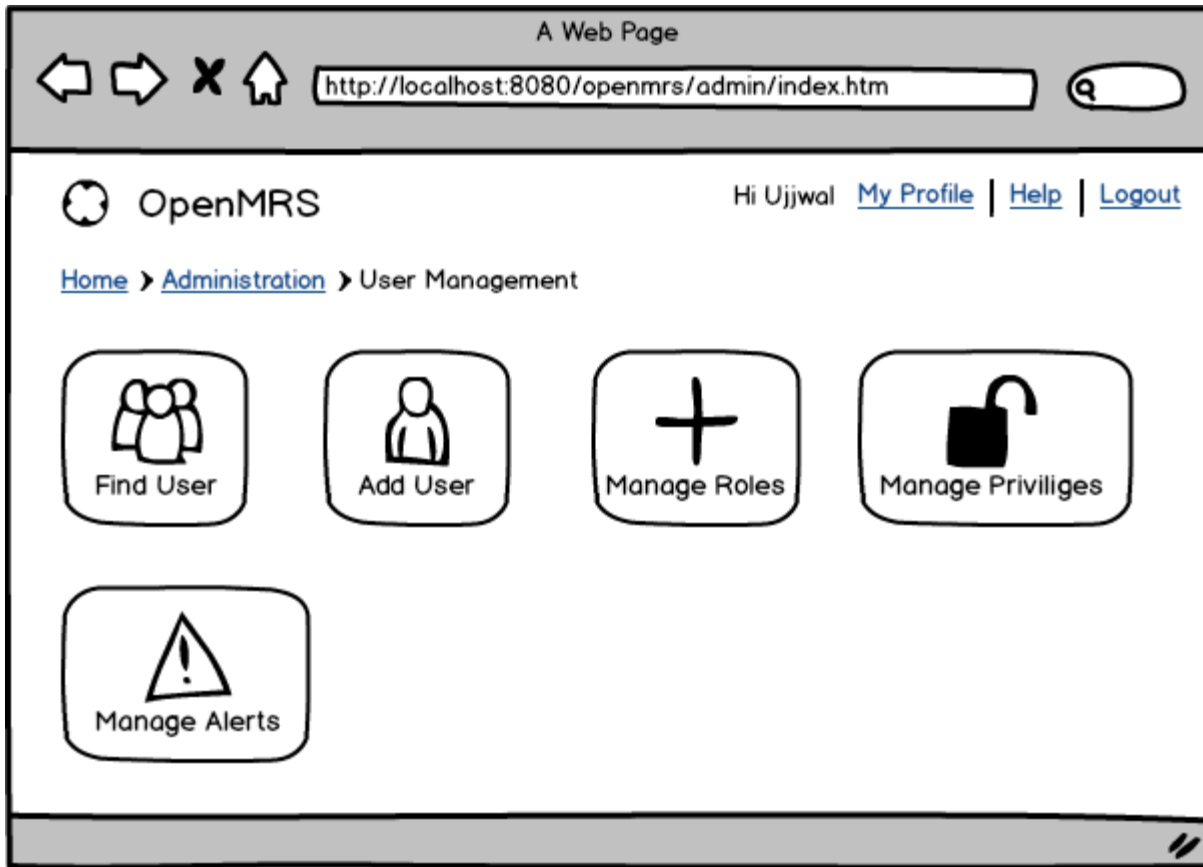 A Web Page
http://localhost:8080/openmrs/admin/index.htm
OpenMRS
Hi Ujjwal My Profile | Help | Logout
Home > Administration > User Management
Find User
Add User
Manage Roles
Manage Priviliges
Manage Alerts